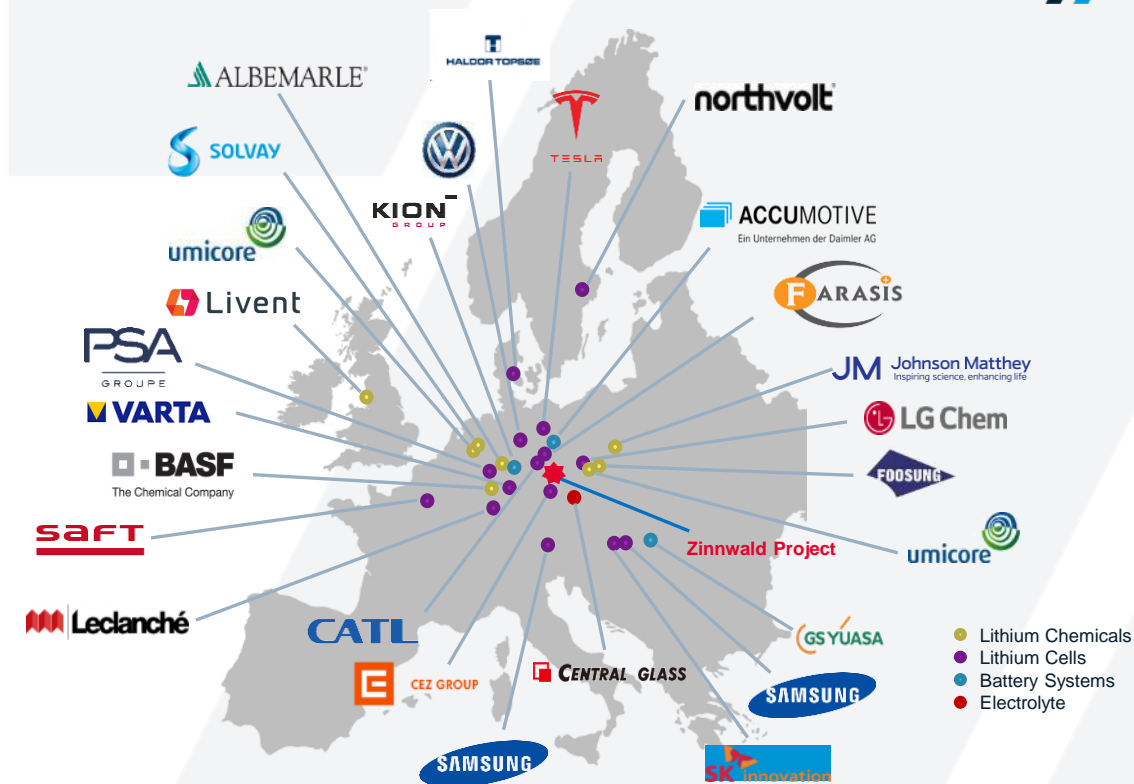 HALDOR TOPSØE
ALBEMARLE®
TESLA
northvolt
SOLVAY
KION
GROUP
ACCUMOTIVE
Ein Unternehmen der Daimler AG
umicore
FARASIS
Livent
PSA
GROUPE
JM Johnson Matthey
Inspiring science, enhancing life
VARTA
LG Chem
BASF
The Chemical Company
FOOSUNG
saft
umicore
Zinnwald Project
Leclanché
CATL
GS YUASA
Lithium Chemicals
Lithium Cells
Battery Systems
Electrolyte
CEZ GROUP
CENTRAL GLASS
SAMSUNG
SAMSUNG
SK innovation